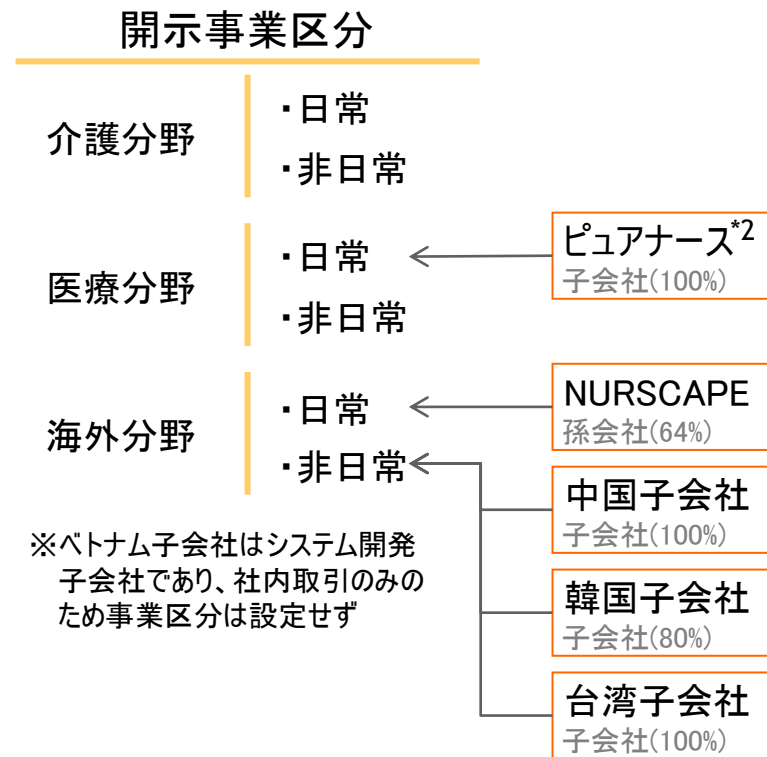 開示事業区分
介護分野
・日常
・非日常
医療分野
・日常
・非日常
ピュアナース*2
子会社(100%)
海外分野
・日常
・非日常
NURSCAPE
孫会社(64%)
中国子会社
子会社(100%)
韓国子会社
子会社(80%)
台湾子会社
子会社(100%)
※ベトナム子会社はシステム開発
子会社であり、社内取引のみの
ため事業区分は設定せず